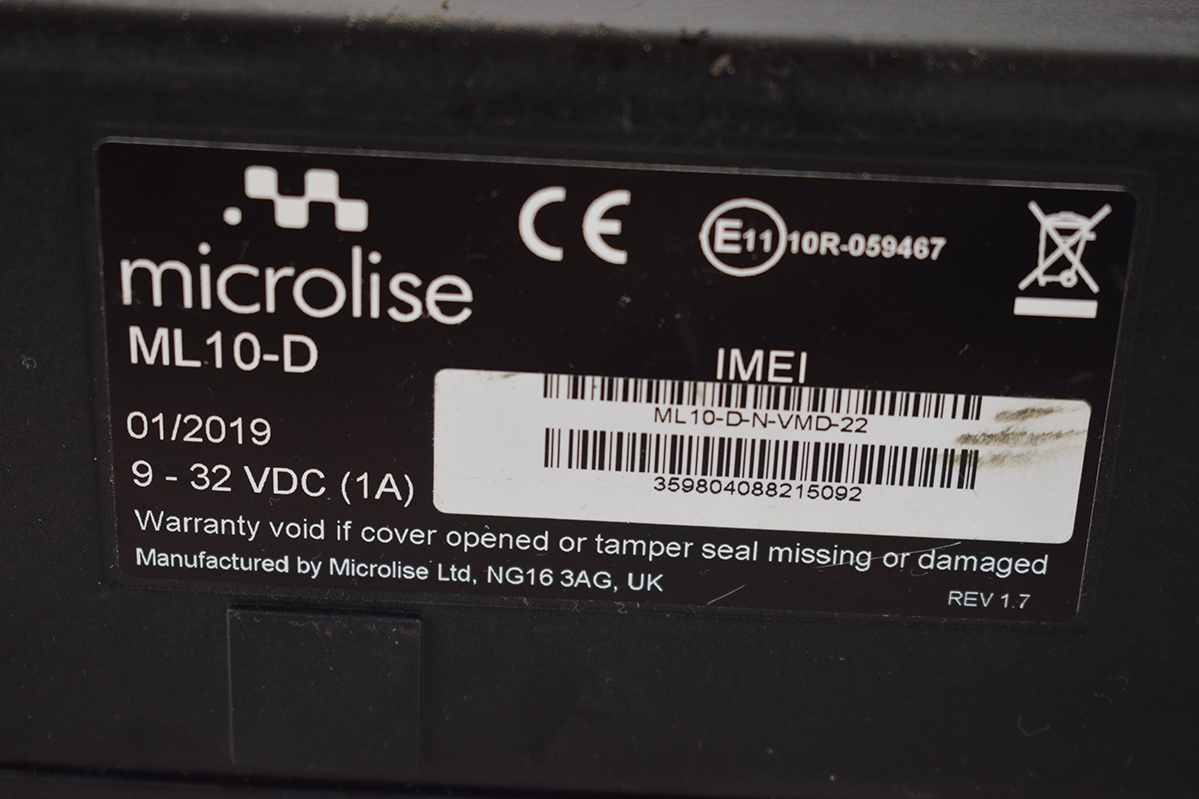 microlise
CE
E11 10R-059467
ML10-D
IMEI
ML10-D-N-VMD-22
01/2019
359804088215092
9 - 32 VDC (1A)
Warranty void if cover opened or tamper seal missing or damaged
Manufactured by Microlise Ltd, NG16 3AG, UK
REV 1.7